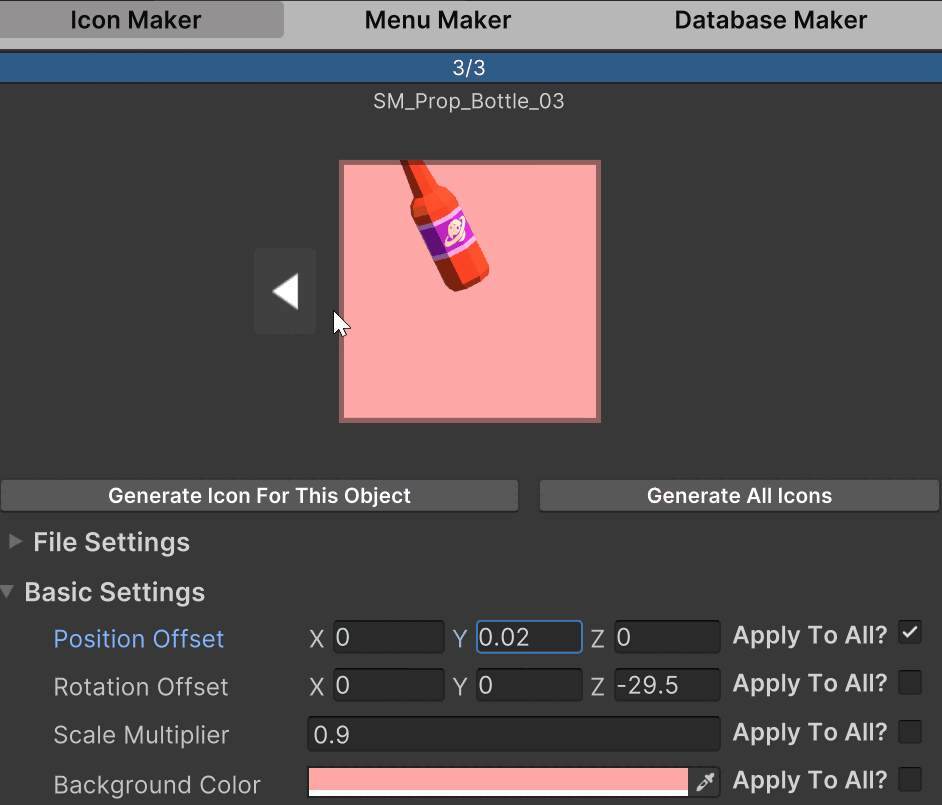 Icon Maker Menu Maker Database Maker
3/3
SM_Prop_Bottle_03
Generate Icon For This Object Generate All Icons
File Settings
Basic Settings
Position Offset X 0 Y 0.02 Z 0 Apply To All?
Rotation Offset X 0 Y 0 Z -29.5 Apply To All?
Scale Multiplier 0.9 Apply To All?
Background Color Apply To All?